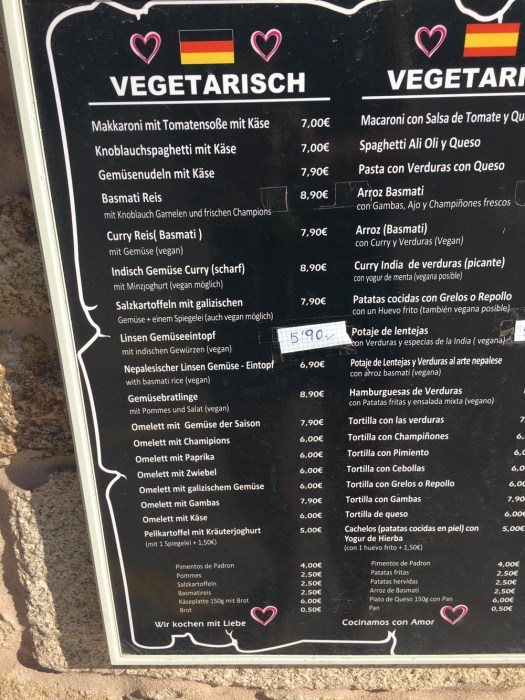 VEGETARISCH
Makkaroni mit Tomatensoße mit Käse 7,00€
Knoblauchspaghetti mit Käse 7,00€
Gemüsenudeln mit Käse 7,90€
Basmati Reis 8,90€
mit Knoblauch Garnelen und frischen Champions
Curry Reis( Basmati ) 7,90€
mit Gemüse (vegan)
Indisch Gemüse Curry (scharf) 8,90€
mit Minzjoghurt (vegan möglich)
Salzkartoffeln mit galizischen 7,90€
Gemüse + einem Spiegelei (auch vegan möglich)
Linsen Gemüseeintopf 5'90.-
mit indischen Gewürzen (vegan)
Nepalesischer Linsen Gemüse - Eintopf 6,90€
with basmati rice (vegan)
Gemüsebratlinge 8,90€
mit Pommes und Salat (vegan)
Omelett mit Gemüse der Saison 7,90€
Omelett mit Champions 6,00€
Omelett mit Paprika 6,00€
Omelett mit Zwiebel 6,00€
Omelett mit galizischem Gemüse 6,00€
Omelett mit Gambas 7,90€
Omelett mit Käse 6,00€
Pellkartoffel mit Kräuterjoghurt 5,00€
(mit 1 Spiegelei + 1,50€)
Pimentos de Padron 4,00€
Pommes 2,50€
Salzkartoffeln 2,50€
Basmatireis 2,50€
Käseplatte 150g mit Brot 6,00€
Brot 0,50€
Wir kochen mit Liebe
VEGETARI
Macaroni con Salsa de Tomate y Qu
Spaghetti Ali Oli y Queso
Pasta con Verduras con Queso
Arroz Basmati
con Gambas, Ajo y Champiñones frescos
Arroz (Basmati)
con Curry y Verduras (Vegan)
Curry India de verduras (picante)
con yogur de menta (vegana posible)
Patatas cocidas con Grelos o Repollo
con un Huevo frito (también vegana posible)
Potaje de lentejas
con Verduras y especias de la India ( vegana)
Potaje de Lentejas y Verduras al arte nepalese
con arroz basmati (vegan)
Hamburguesas de Verduras
con Patatas fritas y ensalada mixta (vegano)
Tortilla con las verduras 7
Tortilla con Champiñones 6,
Tortilla con Pimiento 6,0
Tortilla con Cebollas 6,0
Tortilla con Grelos o Repollo 6,00
Tortilla con Gambas 7,90
Tortilla de queso 6,00€
Cachelos (patatas cocidas en piel) con 5,00€
Yogur de Hierba
(con 1 huevo frito + 1,50€)
Pimentos de Padron 4,00€
Patatas fritas 2,50€
Patatas hervidas 2,50€
Arroz de Basmati 2,50€
Plato de Queso 150g con Pan 6,00€
Pan 0,50€
Cocinamos con Amor